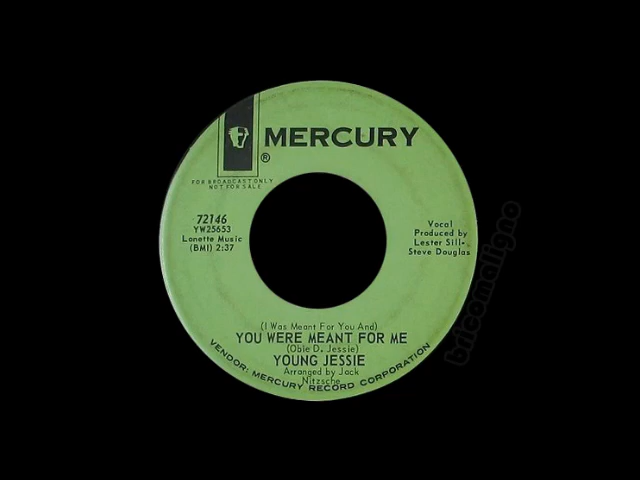 MERCURY
®
FOR BROADCAST ONLY
NOT FOR SALE
72146
YW25653
Lonette Music
(BMI) 2:37
Vocal
Produced by
Lester Sill-
Steve Douglas
(I Was Meant For You And)
YOU WERE MEANT FOR ME
(Obie D. Jessie)
YOUNG JESSIE
Arranged by Jack
Nitzsche
VENDOR: MERCURY RECORD CORPORATION
bricomaligno